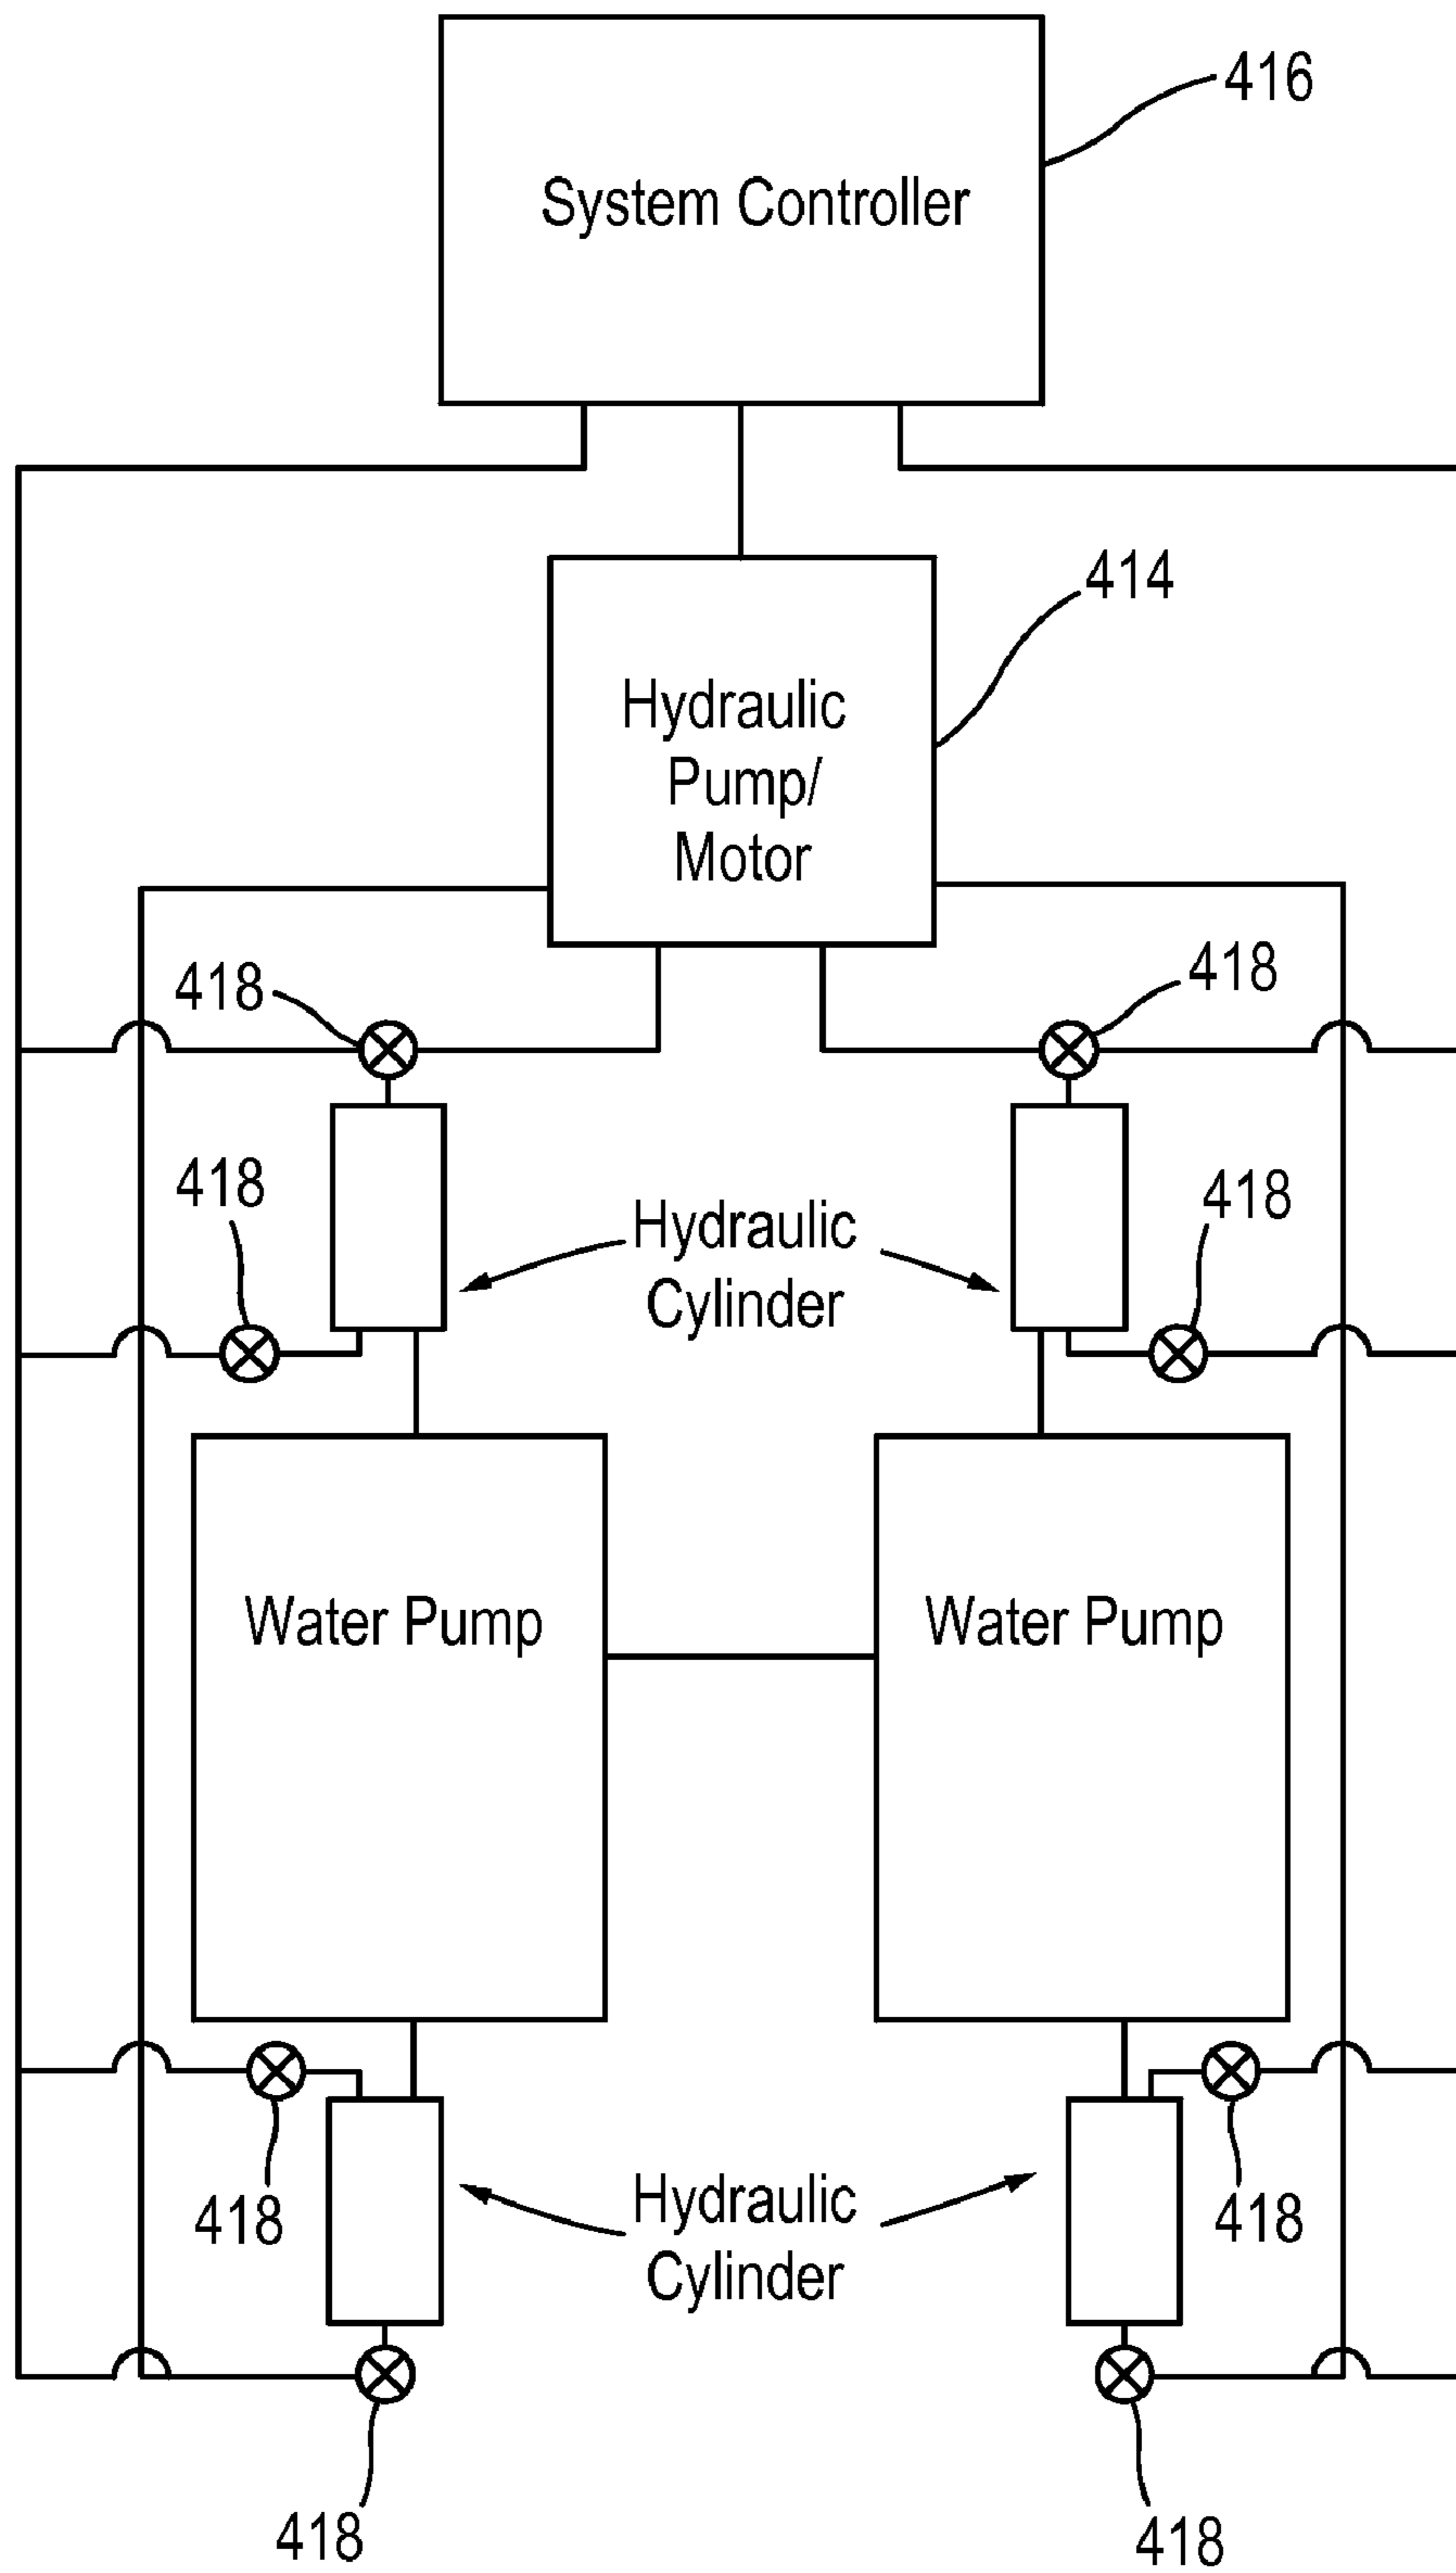 416
System Controller
414
Hydraulic
Pump/
Motor
418
418
418
418
Hydraulic
Cylinder
Water Pump
Water Pump
418
Hydraulic
Cylinder
418
418
418